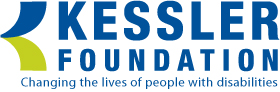 KESSLER
FOUNDATION
Changing the lives of people with disabilities